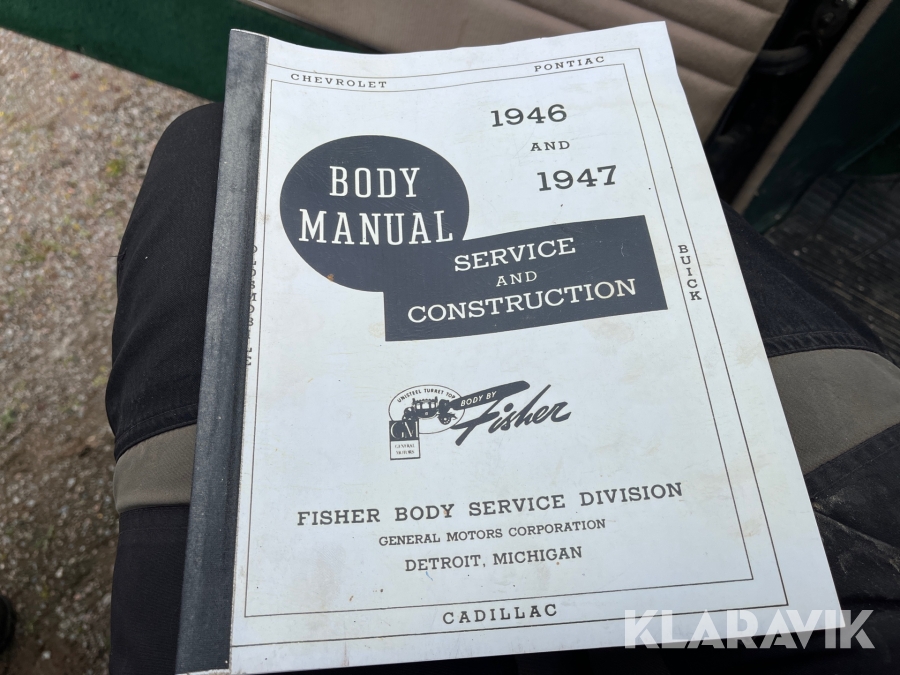 CHEVROLET
PONTIAC
1946
AND
1947
BODY
MANUAL
SERVICE
AND
CONSTRUCTION
OLDSMOBILE
BUICK
UNISTEEL TURRET TOP
BODY BY
Fisher
GM
GENERAL
MOTORS
FISHER BODY SERVICE DIVISION
GENERAL MOTORS CORPORATION
DETROIT, MICHIGAN
CADILLAC
KLARAVIK